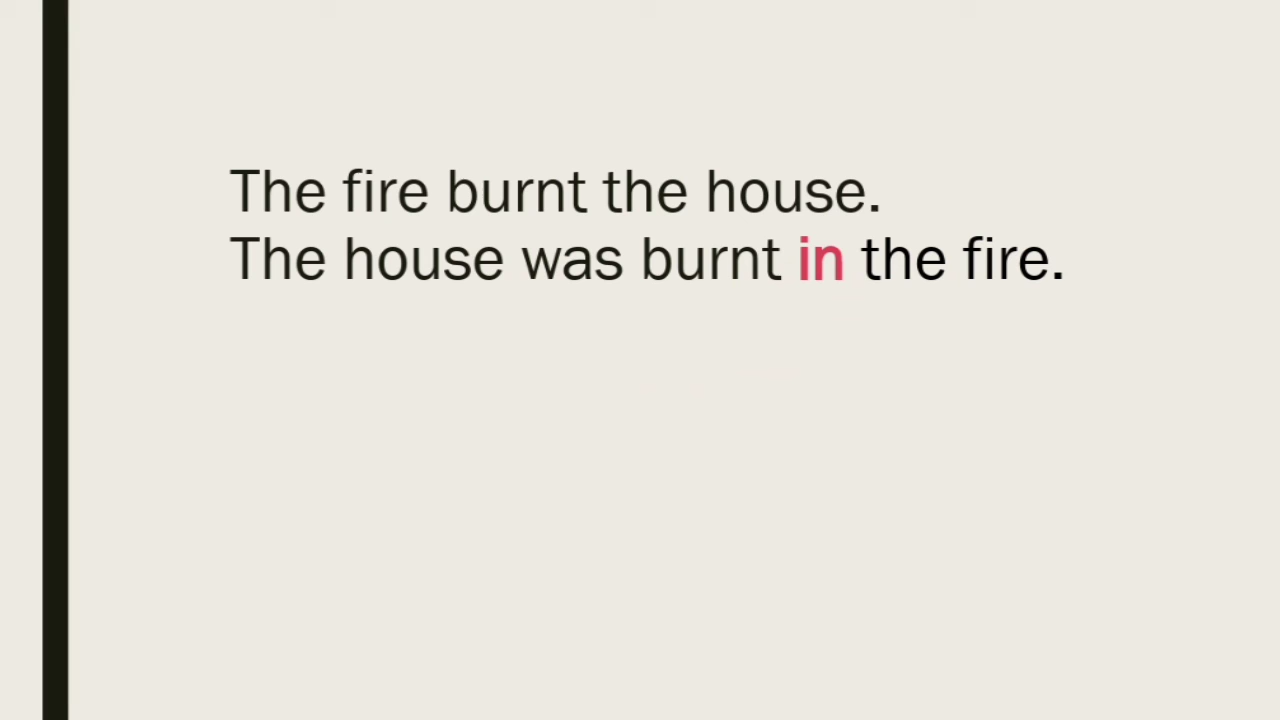 The fire burnt the house.
The house was burnt in the fire.